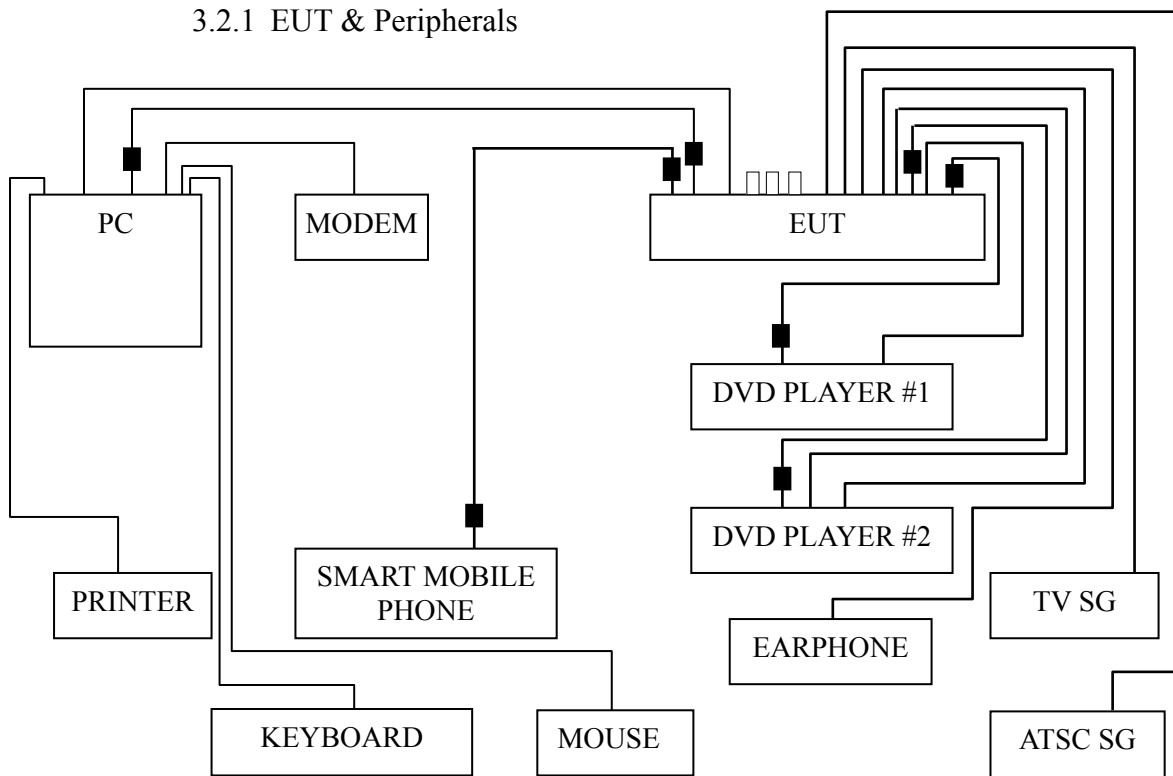 3.2.1 EUT & Peripherals
PC
MODEM
EUT
DVD PLAYER #1
DVD PLAYER #2
SMART MOBILE
PHONE
PRINTER
TV SG
EARPHONE
KEYBOARD
MOUSE
ATSC SG